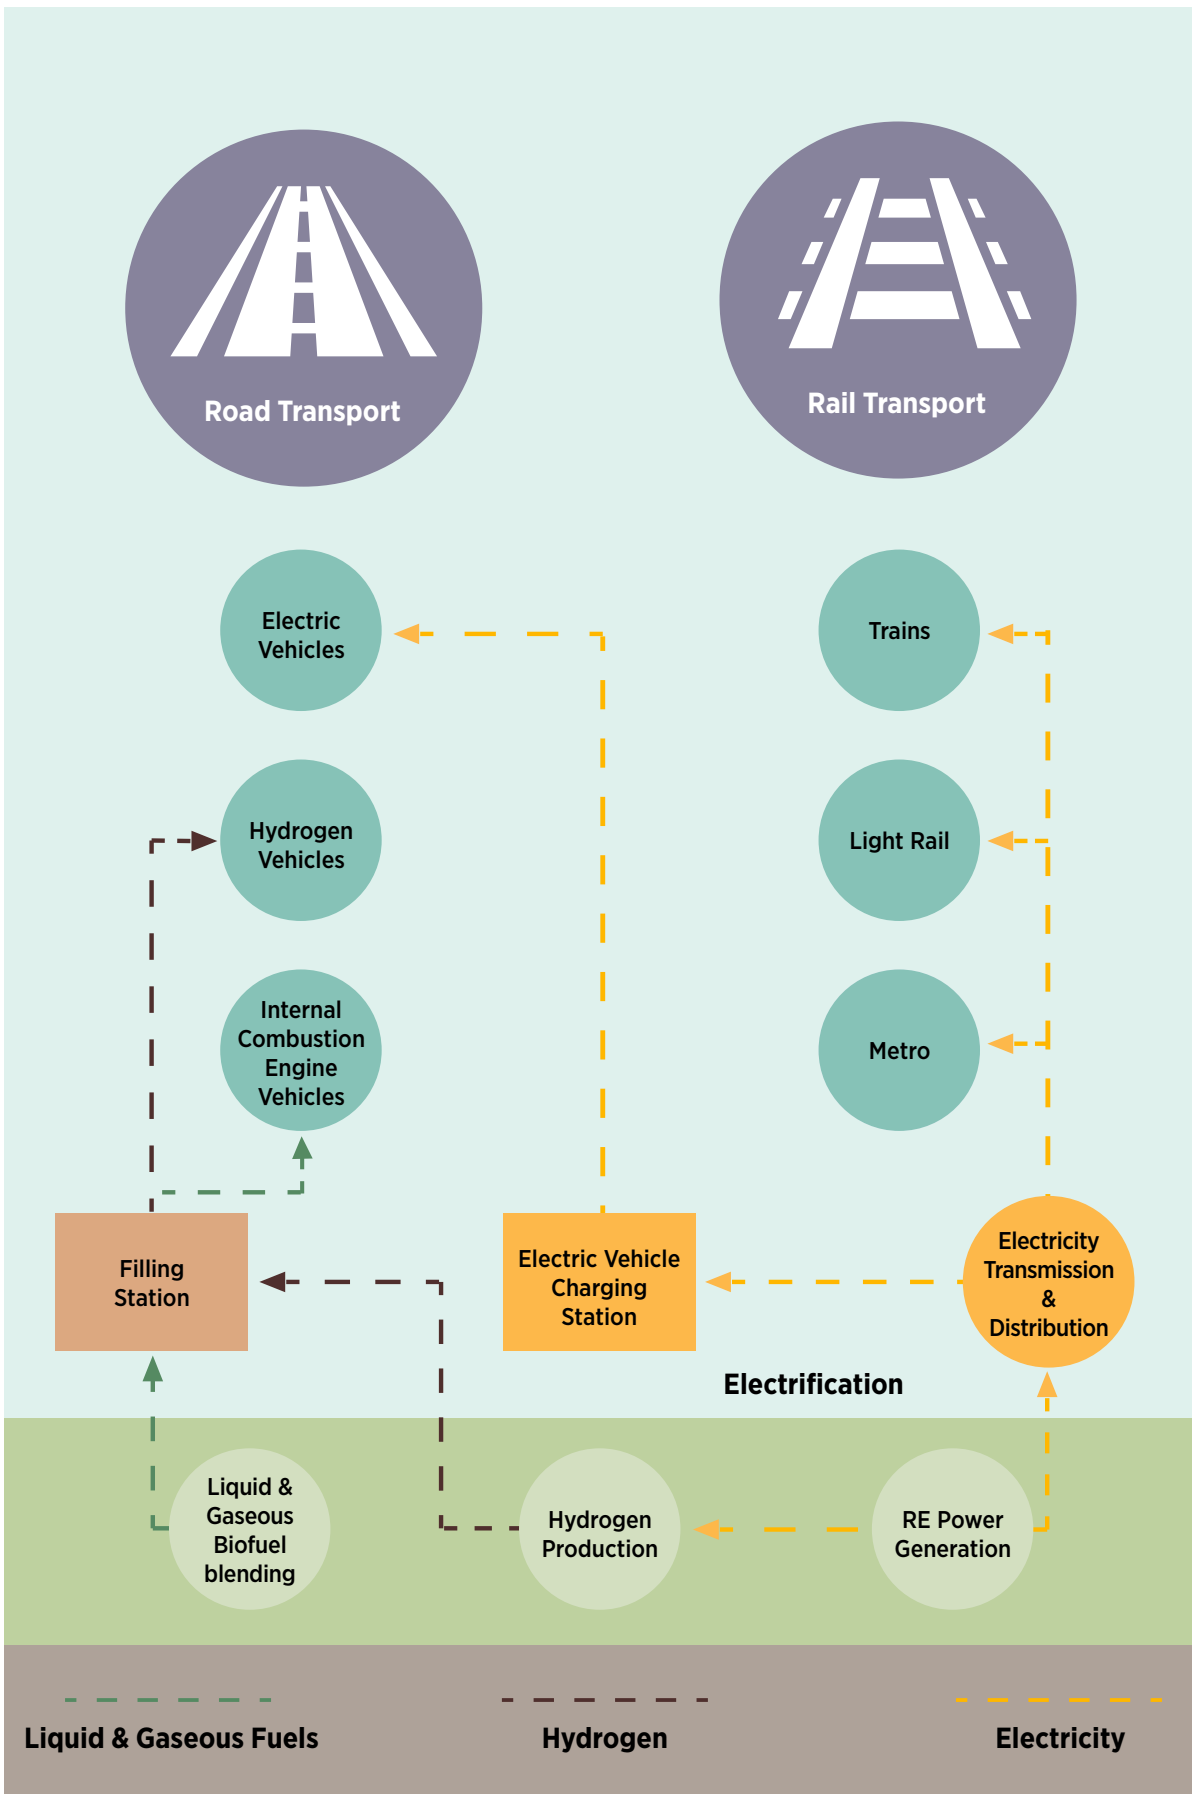 Road Transport
Rail Transport
Electric
Vehicles
Trains
Hydrogen
Vehicles
Light Rail
Internal
Combustion
Engine
Vehicles
Metro
Filling
Station
Electric Vehicle
Charging
Station
Electricity
Transmission
&
Distribution
Electrification
Liquid &
Gaseous
Biofuel
blending
Hydrogen
Production
RE Power
Generation
Liquid & Gaseous Fuels
Hydrogen
Electricity